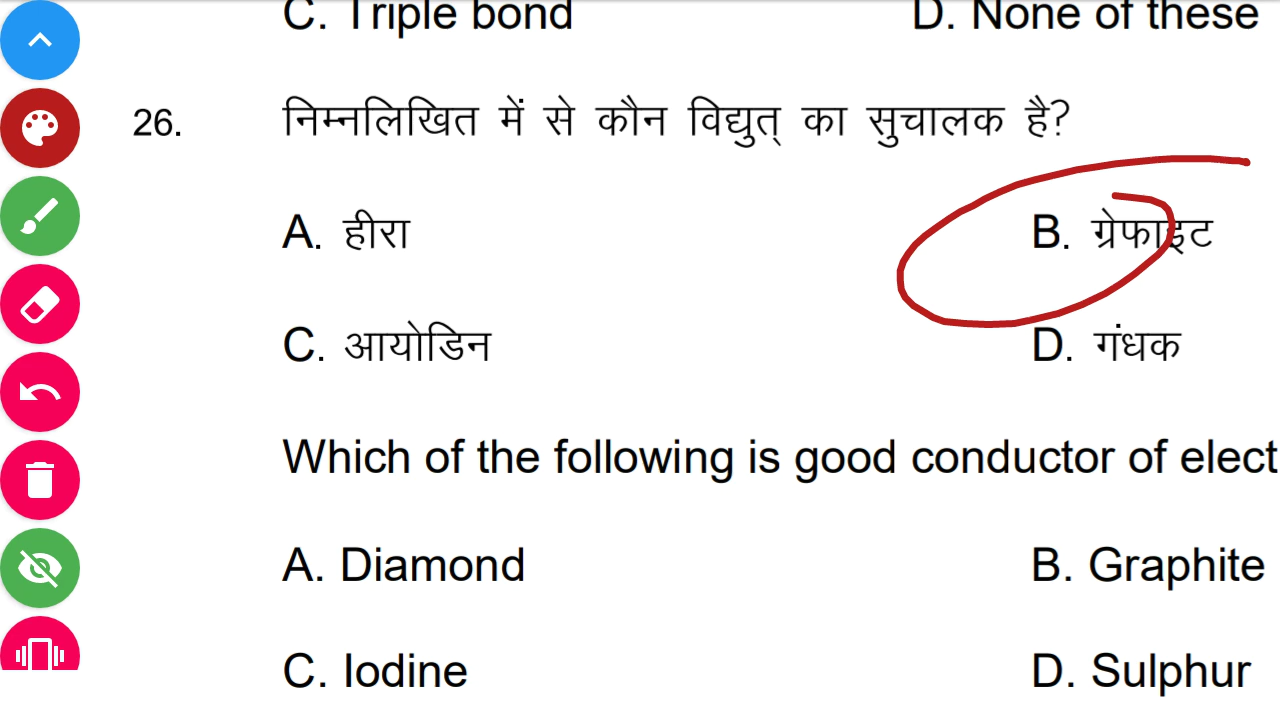 C. Triple bond D. None of these
26. निम्नलिखित में से कौन विद्युत् का सुचालक है?
A. हीरा B. ग्रेफाइट
C. आयोडिन D. गंधक
Which of the following is good conductor of elect
A. Diamond B. Graphite
C. Iodine D. Sulphur